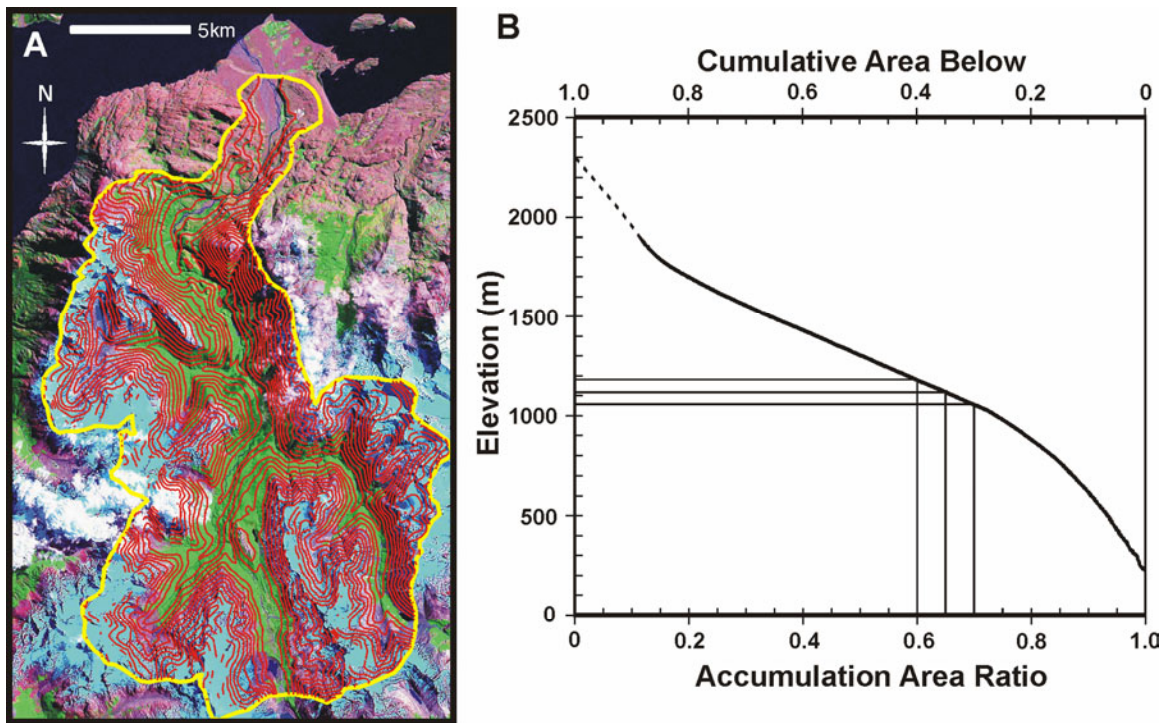 A
5km
N
B
Cumulative Area Below
1.0 0.8 0.6 0.4 0.2 0
2500
2000
1500
1000
500
0
Elevation (m)
0 0.2 0.4 0.6 0.8 1.0
Accumulation Area Ratio